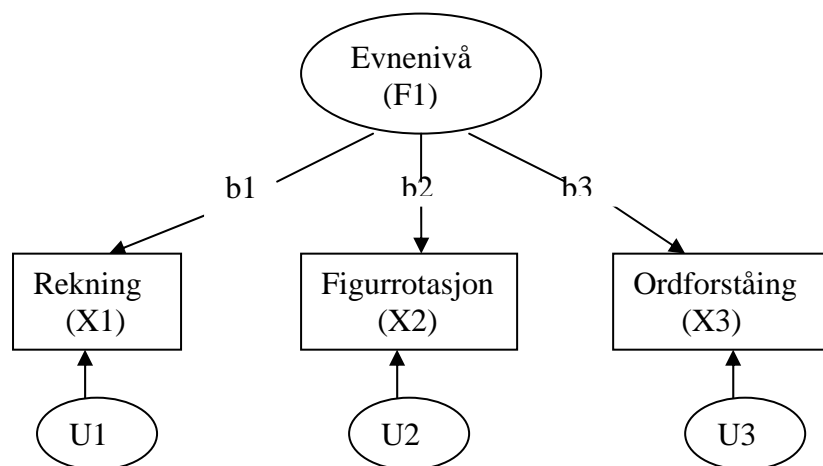 Evnenivå
(F1)
b1 b2 b3
Rekning
(X1)
Figurrotasjon
(X2)
Ordforståing
(X3)
U1 U2 U3